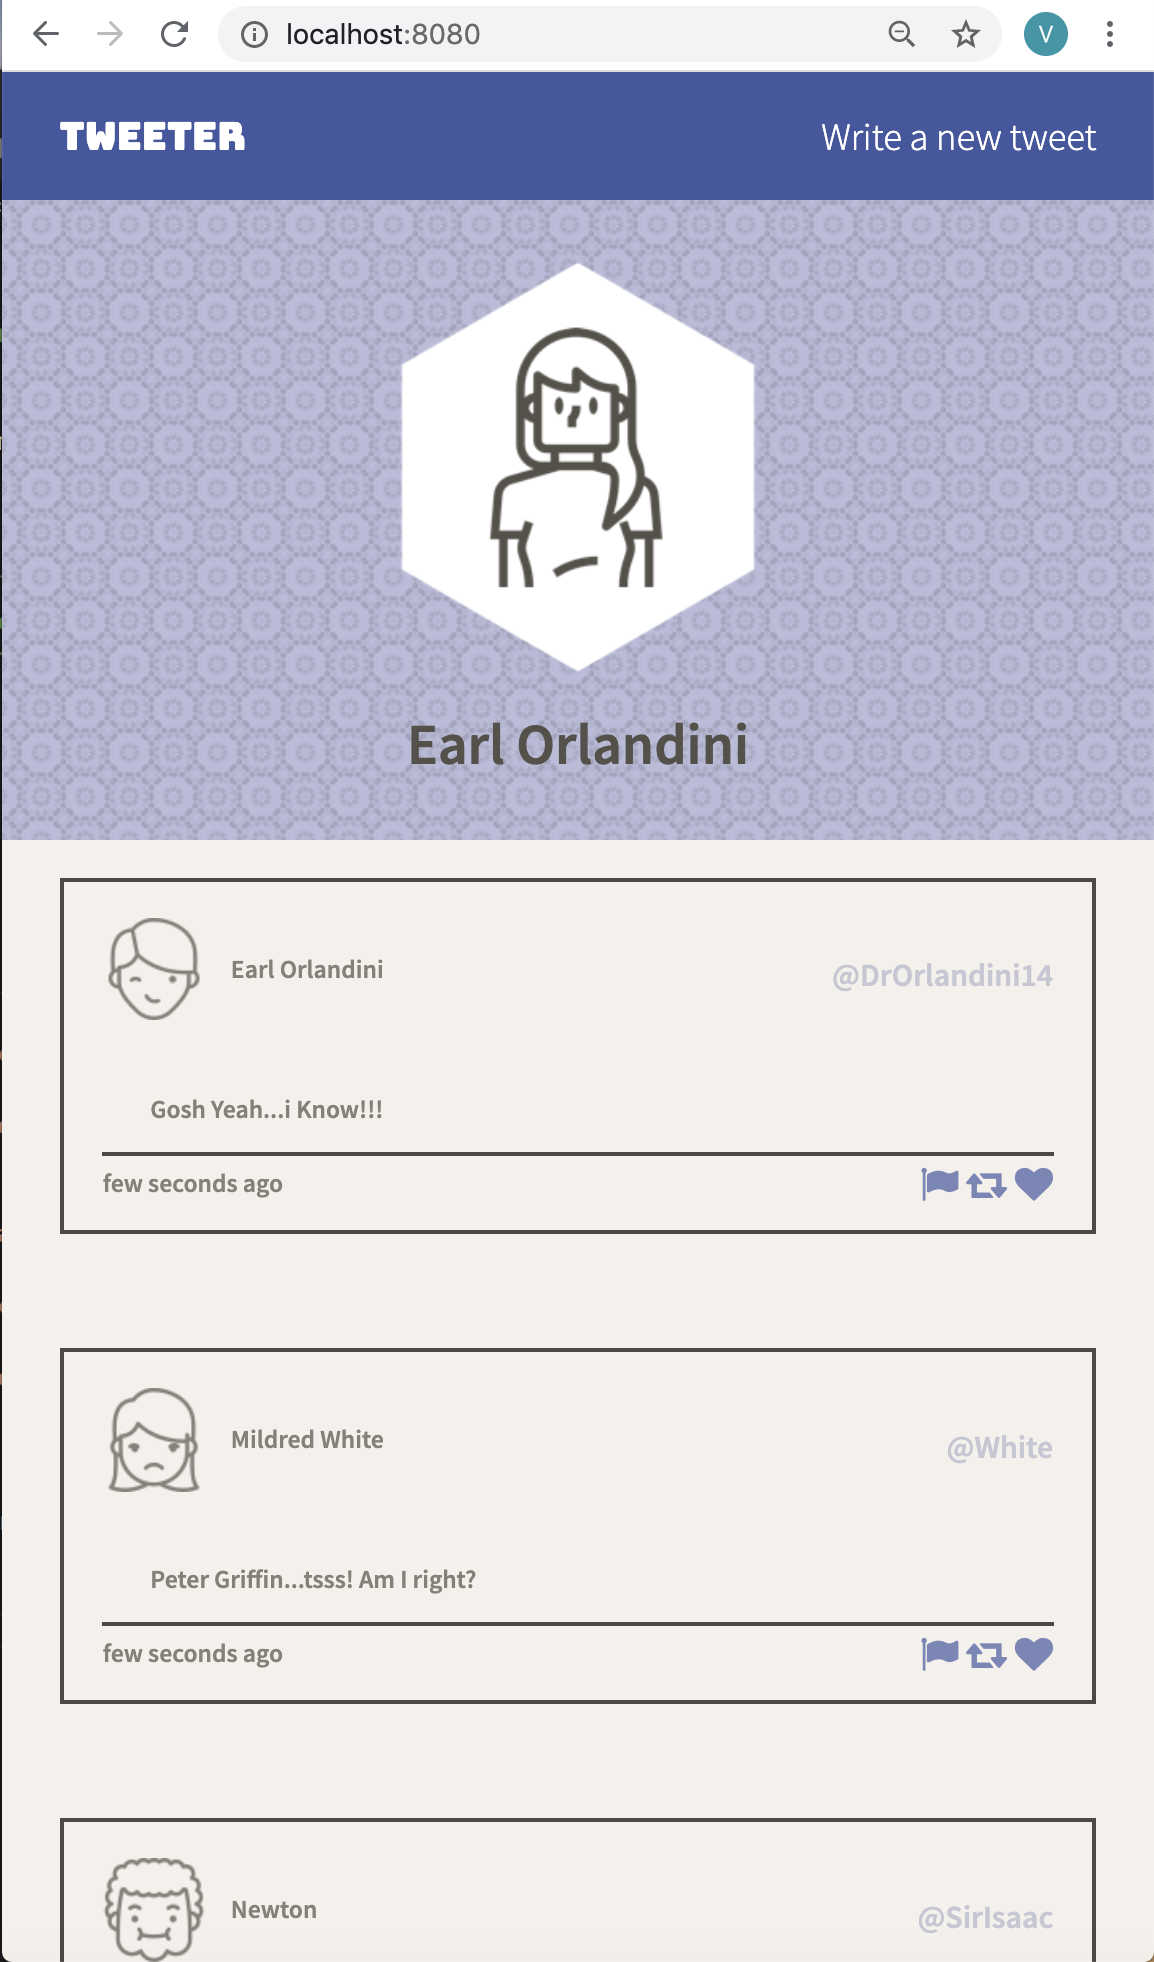 localhost:8080
V
TWEETER
Write a new tweet
Earl Orlandini
Earl Orlandini
@DrOrlandini14
Gosh Yeah...i Know!!!
few seconds ago
Mildred White
@White
Peter Griffin...tsss! Am I right?
few seconds ago
Newton
@SirIsaac